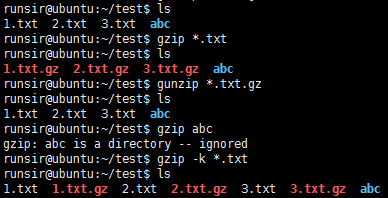 runsir@ubuntu:~/test$ ls
1.txt 2.txt 3.txt abc
runsir@ubuntu:~/test$ gzip *.txt
runsir@ubuntu:~/test$ ls
1.txt.gz 2.txt.gz 3.txt.gz abc
runsir@ubuntu:~/test$ gunzip *.txt.gz
runsir@ubuntu:~/test$ ls
1.txt 2.txt 3.txt abc
runsir@ubuntu:~/test$ gzip abc
gzip: abc is a directory -- ignored
runsir@ubuntu:~/test$ gzip -k *.txt
runsir@ubuntu:~/test$ ls
1.txt 1.txt.gz 2.txt 2.txt.gz 3.txt 3.txt.gz abc